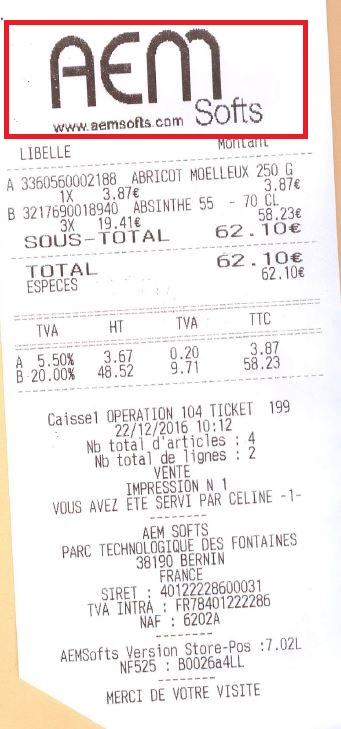 AEM
www.aemsofts.com Softs
LIBELLE Montant
A 3360560002188 ABRICOT MOELLEUX 250 G
1X 3.87€ 3.87€
B 3217690018940 ABSINTHE 55 - 70 CL
3X 19.41€ 58.23€
SOUS-TOTAL 62.10€
TOTAL 62.10€
ESPECES 62.10€
TVA HT TVA TTC
A 5.50% 3.67 0.20 3.87
B 20.00% 48.52 9.71 58.23
Caisse1 OPERATION 104 TICKET 199
22/12/2016 10:12
Nb total d'articles : 4
Nb total de lignes : 2
VENTE
IMPRESSION N 1
VOUS AVEZ ETE SERVI PAR CELINE -1-
AEM SOFTS
PARC TECHNOLOGIQUE DES FONTAINES
38190 BERNIN
FRANCE
SIRET : 40122228600031
TVA INTRA : FR78401222286
NAF : 6202A
AEMSofts Version Store-Pos :7.02L
NF525 : B0026a4LL
MERCI DE VOTRE VISITE